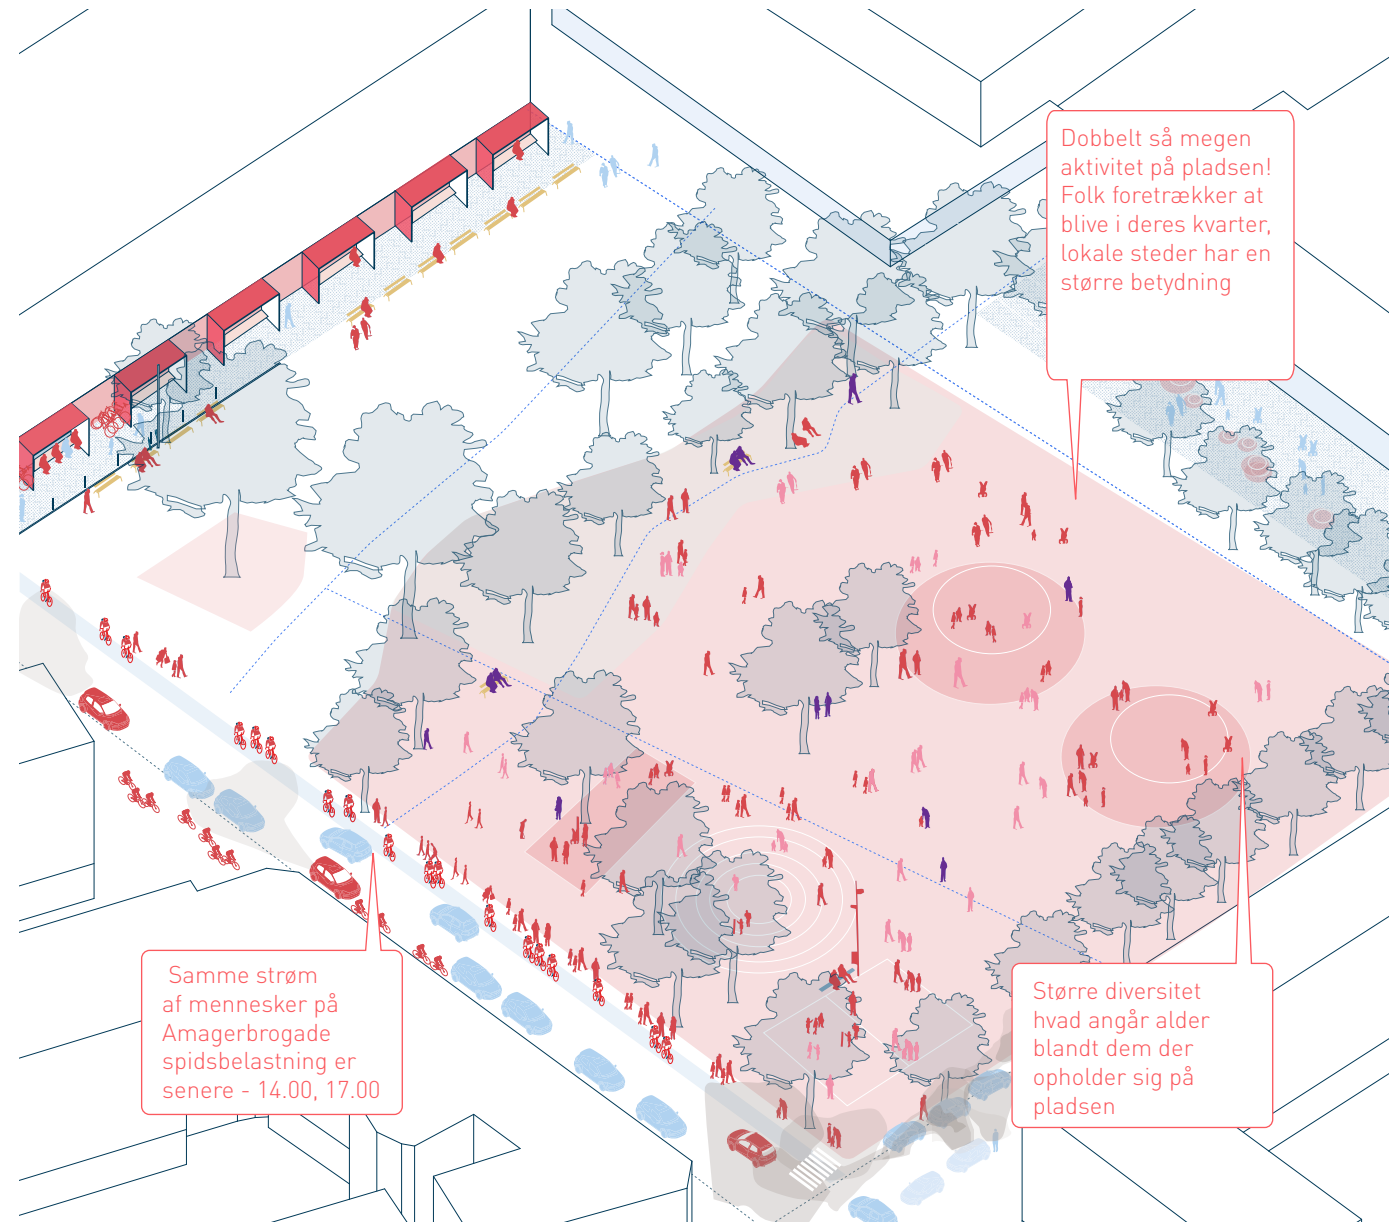 Dobbelt så megen
aktivitet på pladsen!
Folk foretrækker at
blive i deres kvarter,
lokale steder har en
større betydning
Samme strøm
af mennesker på
Amagerbrogade
spidsbelastning er
senere - 14.00, 17.00
Større diversitet
hvad angår alder
blandt dem der
opholder sig på
pladsen